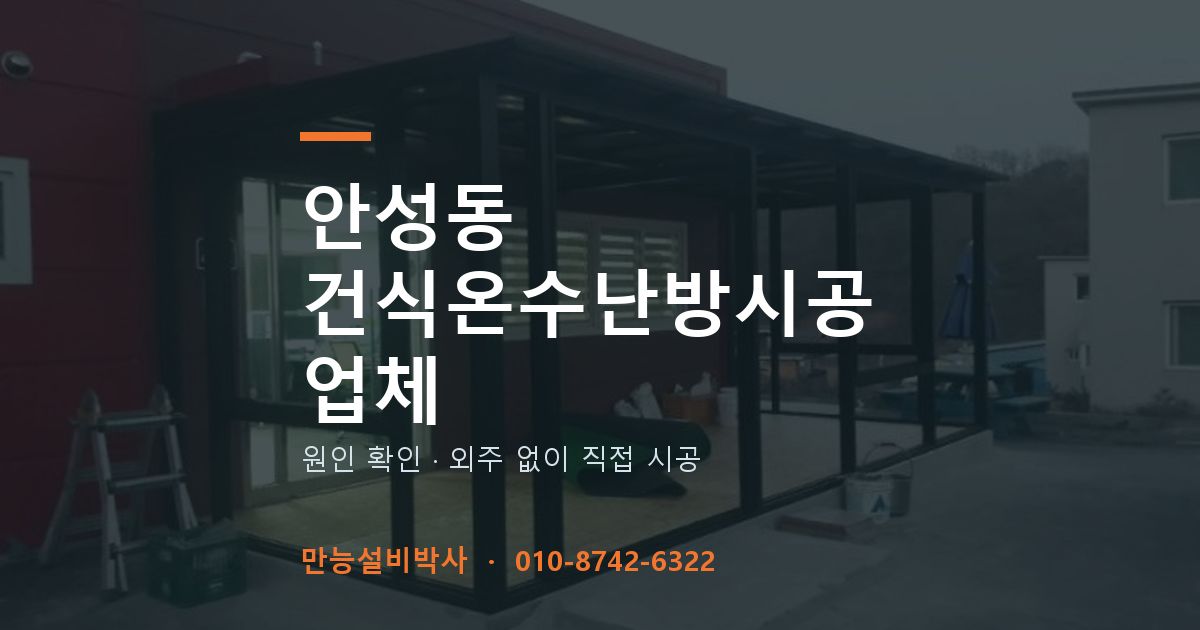 안성동
건식온수난방시공
업체
원인 확인 · 외주 없이 직접 시공
만능설비박사 · 010-8742-6322